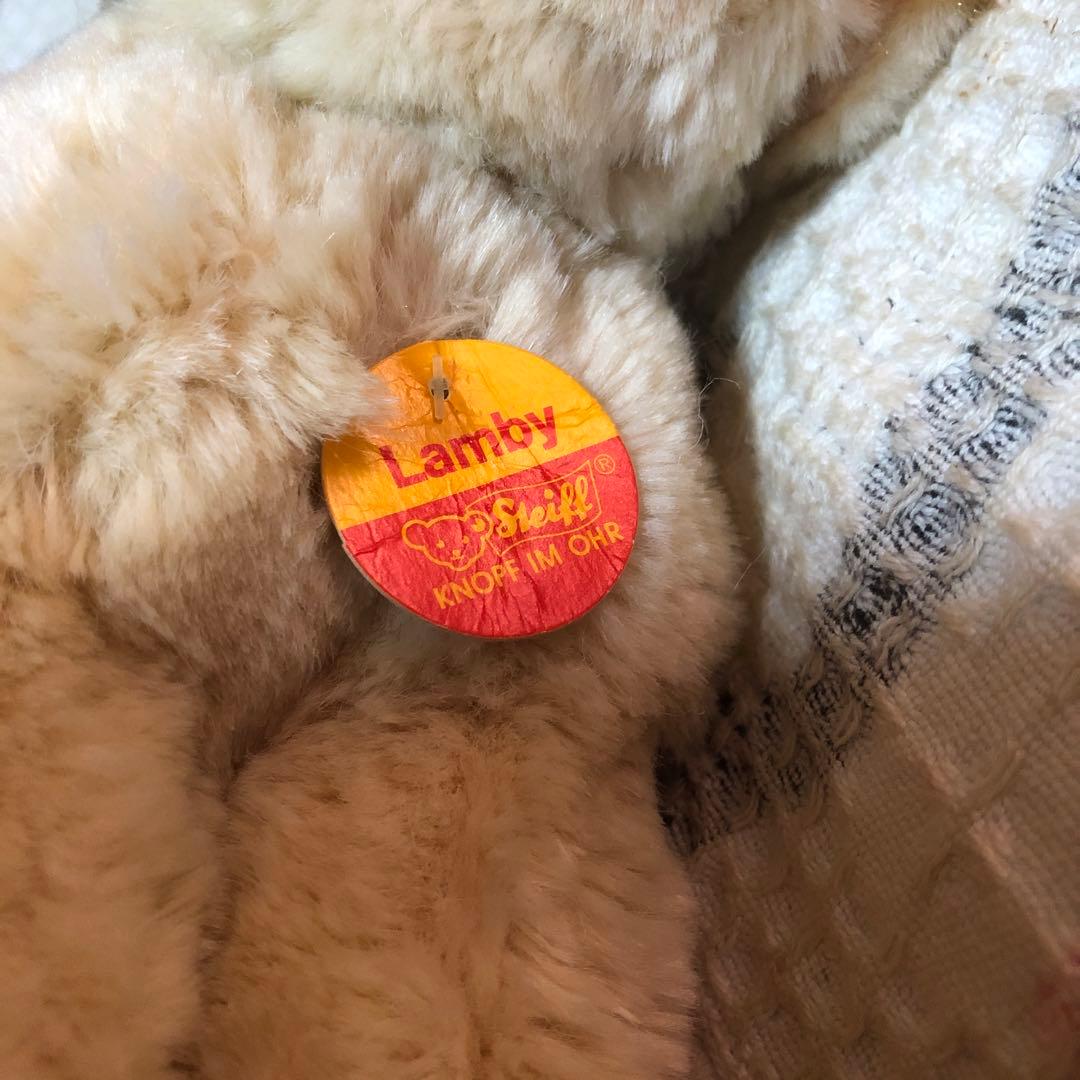 Lamby
Steiff ®
KNOPF IM OHR